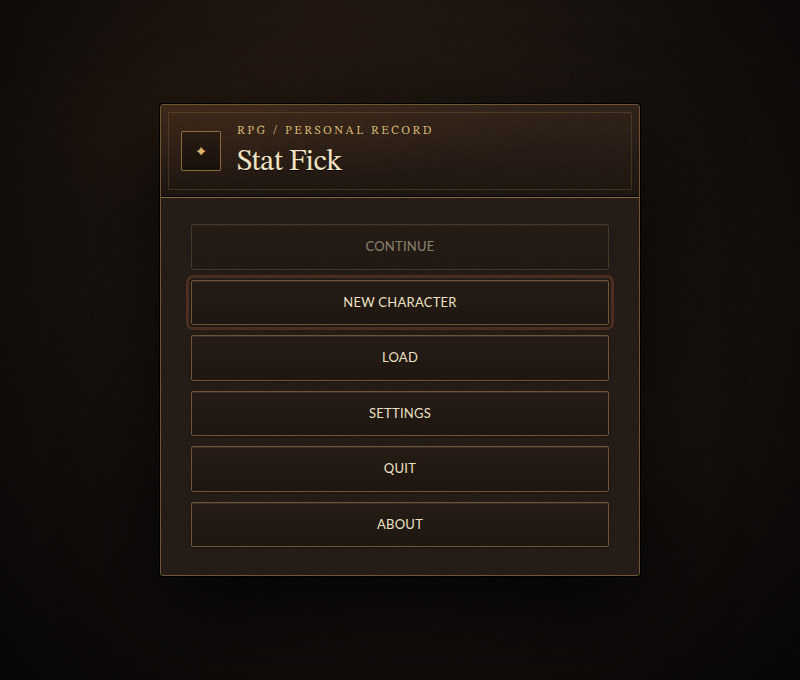 RPG / PERSONAL RECORD
Stat Fick
CONTINUE
NEW CHARACTER
LOAD
SETTINGS
QUIT
ABOUT